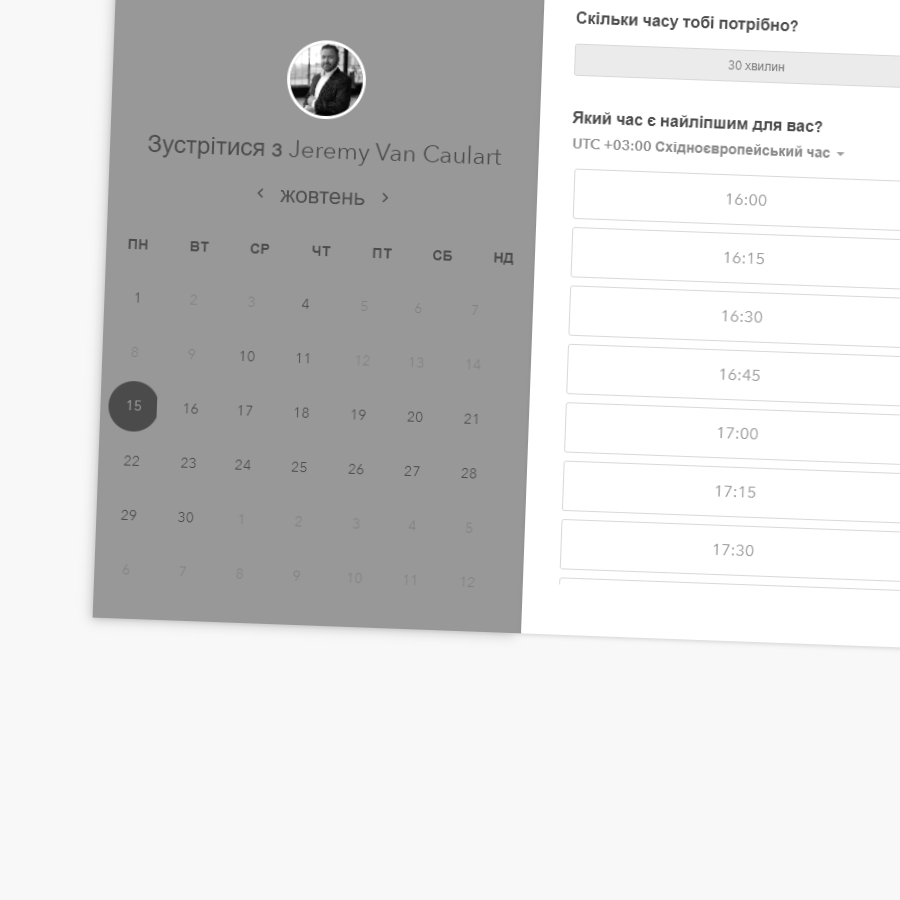 Зустрітися з Jeremy Van Caulart
‹ жовтень ›
ПН ВТ СР ЧТ ПТ СБ НД
1 2 3 4 5 6 7
8 9 10 11 12 13 14
15 16 17 18 19 20 21
22 23 24 25 26 27 28
29 30 1 2 3 4 5
6 7 8 9 10 11 12
Скільки часу тобі потрібно?
30 хвилин
Який час є найліпшим для вас?
UTC +03:00 Східноєвропейський час
16:00
16:15
16:30
16:45
17:00
17:15
17:30